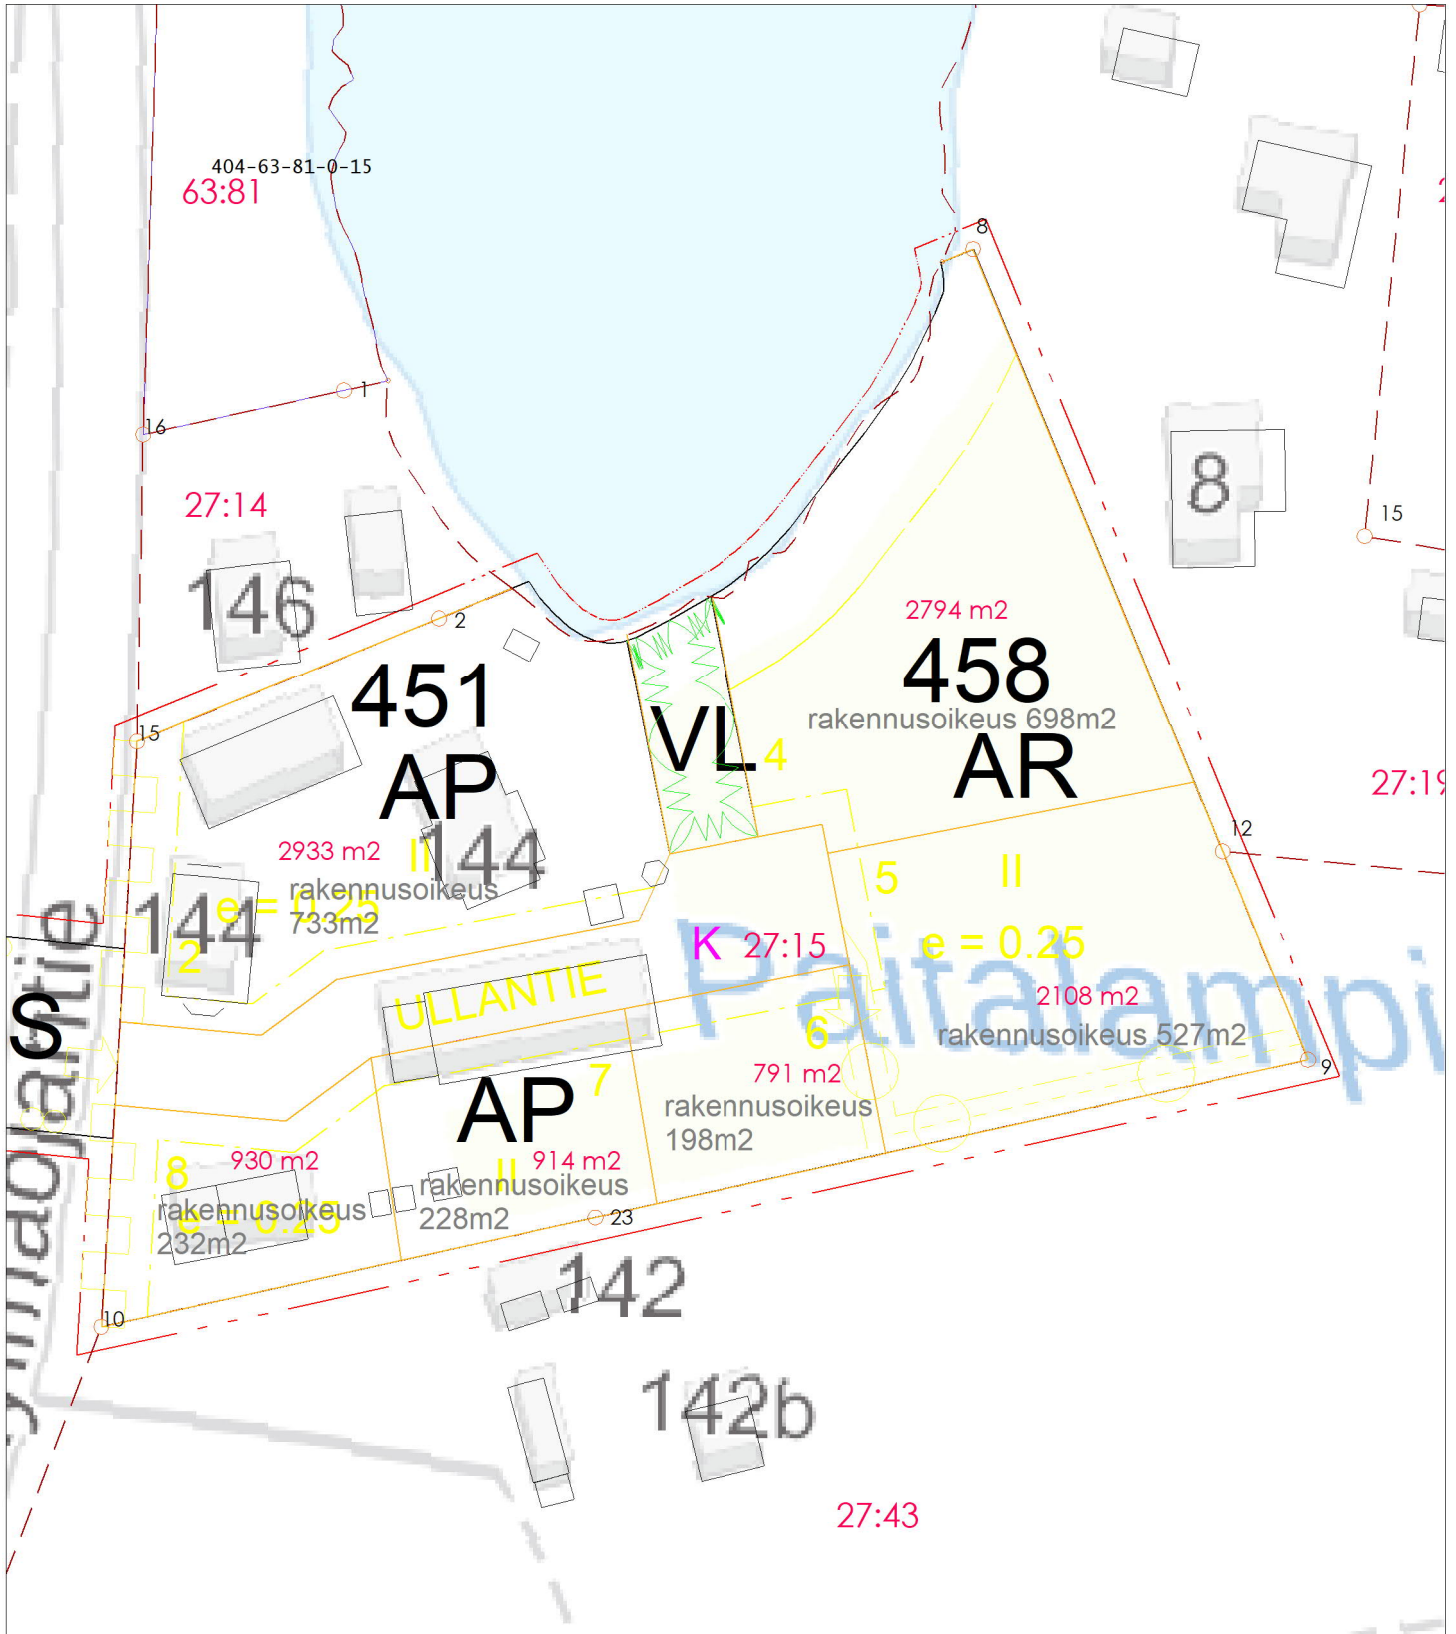 404-63-81-0-15
63:81
8
1
16
27:14
8
15
146
2
2794 m2
451
458
VL
rakennusoikeus 698m2
15
4
AP
AR
27:19
12
144
2933 m2
II
rakennusoikeus
e = 0.25
733m2
5
II
144
2
K 27:15
e = 0.25
Paitalampi
ULLANTIE
2108 m2
S
rakennusoikeus 527m2
6
9
7
791 m2
AP
rakennusoikeus
198m2
8
930 m2
II
914 m2
rakennusoikeus
228m2
rakennusoikeus
e = 0.25
232m2
23
142
10
142b
27:43